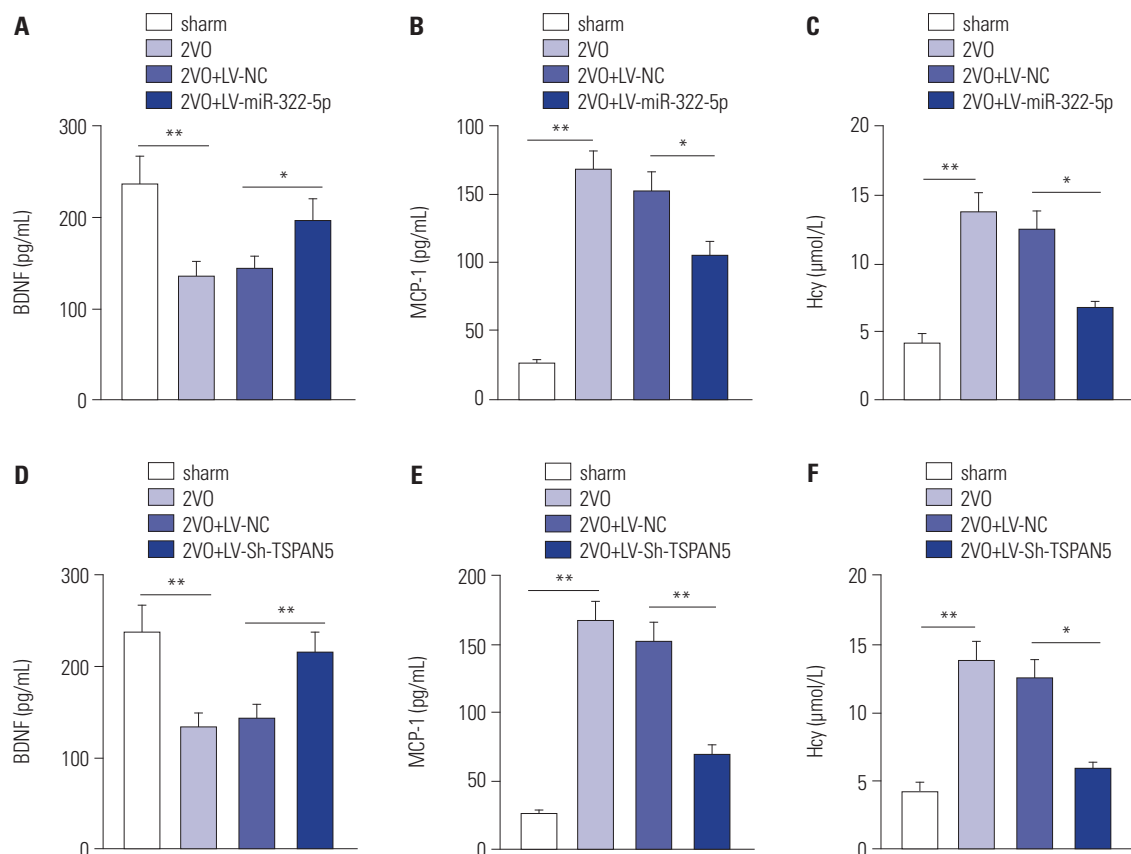 A
sharm
2VO
2VO+LV-NC
2VO+LV-miR-322-5p
300
200
100
0
BDNF (pg/mL)
**
*
B
sharm
2VO
2VO+LV-NC
2VO+LV-miR-322-5p
100
150
100
50
0
MCP-1 (pg/mL)
**
*
C
sharm
2VO
2VO+LV-NC
2VO+LV-miR-322-5p
20
15
10
5
0
Hcy (µmol/L)
**
*
D
sharm
2VO
2VO+LV-NC
2VO+LV-Sh-TSPAN5
300
200
100
0
BDNF (pg/mL)
**
**
E
sharm
2VO
2VO+LV-NC
2VO+LV-Sh-TSPAN5
200
150
100
50
0
MCP-1 (pg/mL)
**
**
F
sharm
2VO
2VO+LV-NC
2VO+LV-Sh-TSPAN5
20
15
10
5
0
Hcy (µmol/L)
**
*